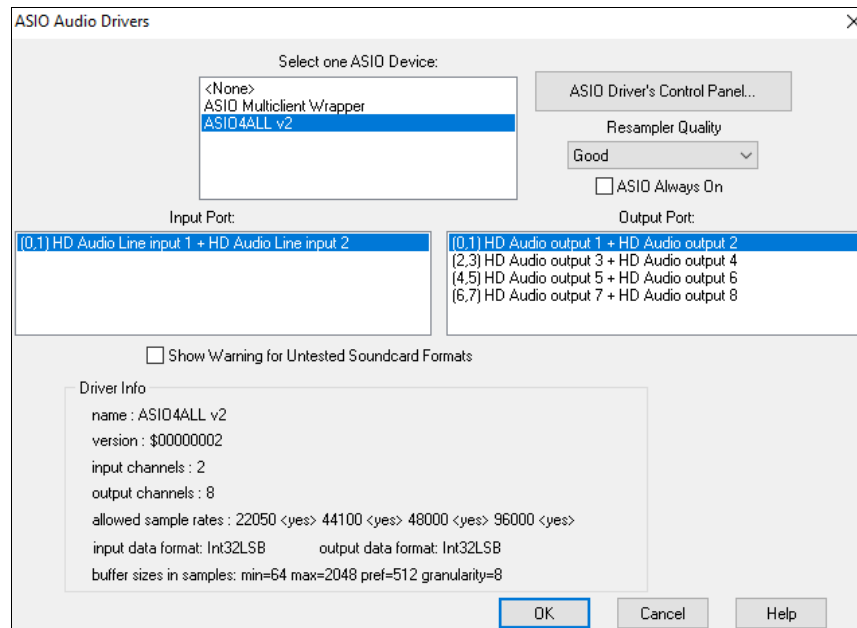 ASIO Audio Drivers
Select one ASIO Device:
<None>
ASIO Multiclient Wrapper
ASIO4ALL v2
ASIO Driver's Control Panel...
Resampler Quality
Good
ASIO Always On
Input Port:
(0,1) HD Audio Line input 1 + HD Audio Line input 2
Output Port:
(0,1) HD Audio output 1 + HD Audio output 2
(2,3) HD Audio output 3 + HD Audio output 4
(4,5) HD Audio output 5 + HD Audio output 6
(6,7) HD Audio output 7 + HD Audio output 8
Show Warning for Untested Soundcard Formats
Driver Info
name : ASIO4ALL v2
version : $00000002
input channels : 2
output channels : 8
allowed sample rates : 22050 <yes> 44100 <yes> 48000 <yes> 96000 <yes>
input data format: Int32LSB output data format: Int32LSB
buffer sizes in samples: min=64 max=2048 pref=512 granularity=8
OK Cancel Help